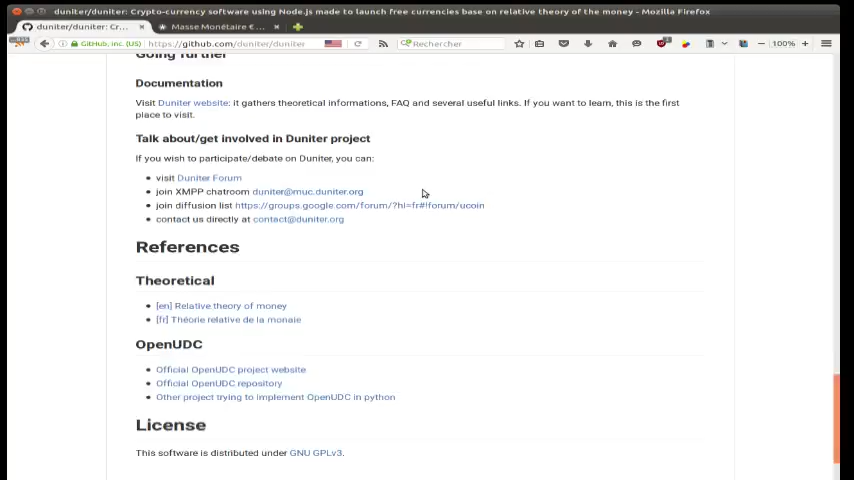 duniter/duniter: Crypto-currency software using Node.js made to launch free currencies base on relative theory of the money - Mozilla Firefox
duniter/duniter: Cr... × Masse Monétaire € ... ×
GitHub, Inc. (US) https://github.com/duniter/duniter Rechercher 100%
Going further
Documentation
Visit Duniter website: it gathers theoretical informations, FAQ and several useful links. If you want to learn, this is the first
place to visit.
Talk about/get involved in Duniter project
If you wish to participate/debate on Duniter, you can:
• visit Duniter Forum
• join XMPP chatroom duniter@muc.duniter.org
• join diffusion list https://groups.google.com/forum/?hl=fr#!forum/ucoin
• contact us directly at contact@duniter.org
References
Theoretical
• [en] Relative theory of money
• [fr] Théorie relative de la monaie
OpenUDC
• Official OpenUDC project website
• Official OpenUDC repository
• Other project trying to implement OpenUDC in python
License
This software is distributed under GNU GPLv3.